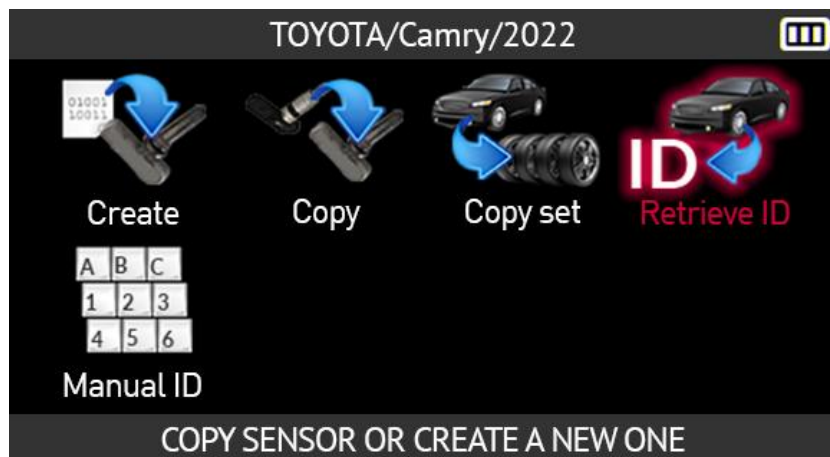 TOYOTA/Camry/2022
01001
10011
ID
Create
Copy
Copy set
Retrieve ID
A B C
1 2 3
4 5 6
Manual ID
COPY SENSOR OR CREATE A NEW ONE